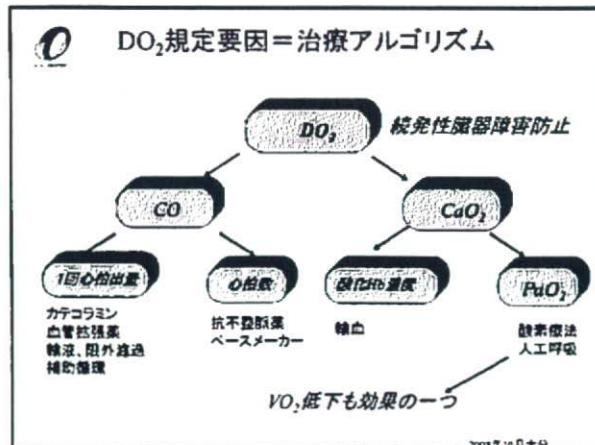 DO₂規定要因＝治療アルゴリズム
DO₂
続発性臓器障害防止
CO
CaO₂
1回心拍出量
心拍数
酸化Hb濃度
PaO₂
カテコラミン
血管拡張薬
輸液、限外濾過
補助循環
抗不整脈薬
ペースメーカー
輸血
酸素療法
人工呼吸
VO₂低下も効果の一つ